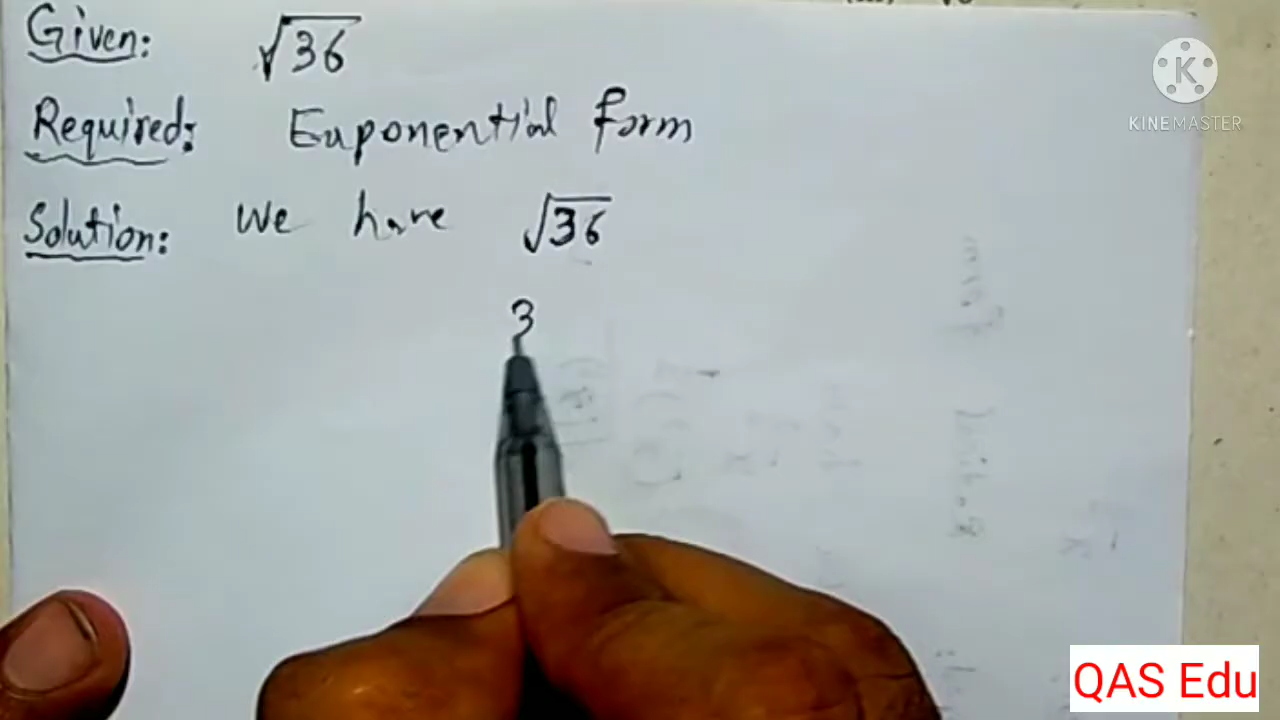 Given: √36
KINEMASTER
Required: Exponential form
Solution: We have √36
3
QAS Edu